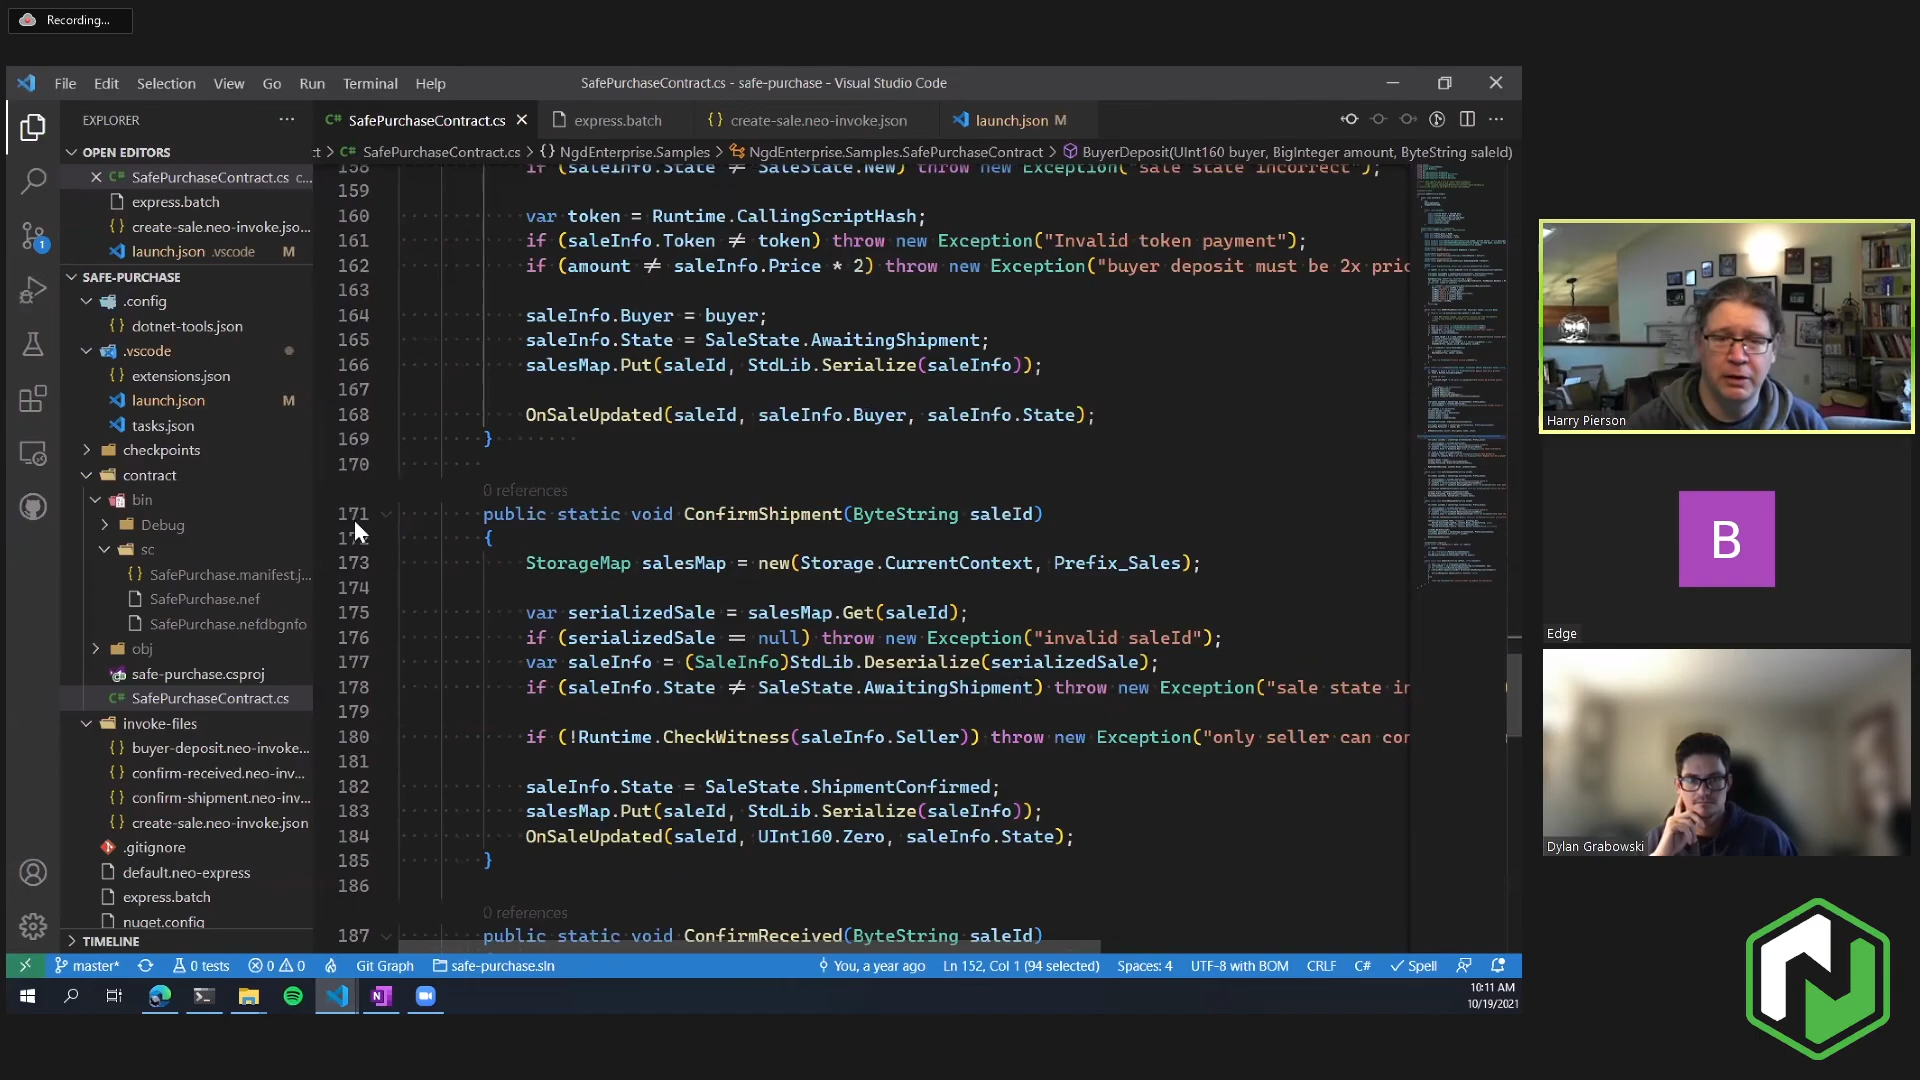 Recording...
File Edit Selection View Go Run Terminal Help
SafePurchaseContract.cs - safe-purchase - Visual Studio Code
EXPLORER
SafePurchaseContract.cs
express.batch
create-sale.neo-invoke.json
launch.json M
SafePurchaseContract.cs > NgdEnterprise.Samples > NgdEnterprise.Samples.SafePurchaseContract > BuyerDeposit(UInt160 buyer, BigInteger amount, ByteString saleId)
OPEN EDITORS
SafePurchaseContract.cs c...
express.batch
create-sale.neo-invoke.jso...
launch.json .vscode M
SAFE-PURCHASE
.config
dotnet-tools.json
.vscode
extensions.json
launch.json M
tasks.json
checkpoints
contract
bin
Debug
sc
SafePurchase.manifest.j...
SafePurchase.nef
SafePurchase.nefdbgnfo
obj
safe-purchase.csproj
SafePurchaseContract.cs
invoke-files
buyer-deposit.neo-invoke...
confirm-received.neo-inv...
confirm-shipment.neo-inv...
create-sale.neo-invoke.json
.gitignore
default.neo-express
express.batch
nuget.config
TIMELINE
158 if (saleInfo.State ≠ SaleState.New) throw new Exception("sale state incorrect");
159
160 var token = Runtime.CallingScriptHash;
161 if (saleInfo.Token ≠ token) throw new Exception("Invalid token payment");
162 if (amount ≠ saleInfo.Price * 2) throw new Exception("buyer deposit must be 2x pric
163
164 saleInfo.Buyer = buyer;
165 saleInfo.State = SaleState.AwaitingShipment;
166 salesMap.Put(saleId, StdLib.Serialize(saleInfo));
167
168 OnSaleUpdated(saleId, saleInfo.Buyer, saleInfo.State);
169 }
170
0 references
171 public static void ConfirmShipment(ByteString saleId)
172 {
173 StorageMap salesMap = new(Storage.CurrentContext, Prefix_Sales);
174
175 var serializedSale = salesMap.Get(saleId);
176 if (serializedSale == null) throw new Exception("invalid saleId");
177 var saleInfo = (SaleInfo)StdLib.Deserialize(serializedSale);
178 if (saleInfo.State ≠ SaleState.AwaitingShipment) throw new Exception("sale state in
179
180 if (!Runtime.CheckWitness(saleInfo.Seller)) throw new Exception("only seller can con
181
182 saleInfo.State = SaleState.ShipmentConfirmed;
183 salesMap.Put(saleId, StdLib.Serialize(saleInfo));
184 OnSaleUpdated(saleId, UInt160.Zero, saleInfo.State);
185 }
186
0 references
187 public static void ConfirmReceived(ByteString saleId)
master* 0 tests 0 0 Git Graph safe-purchase.sln You, a year ago Ln 152, Col 1 (94 selected) Spaces: 4 UTF-8 with BOM CRLF C# Spell
10:11 AM
10/19/2021
Harry Pierson
B
Edge
Dylan Grabowski